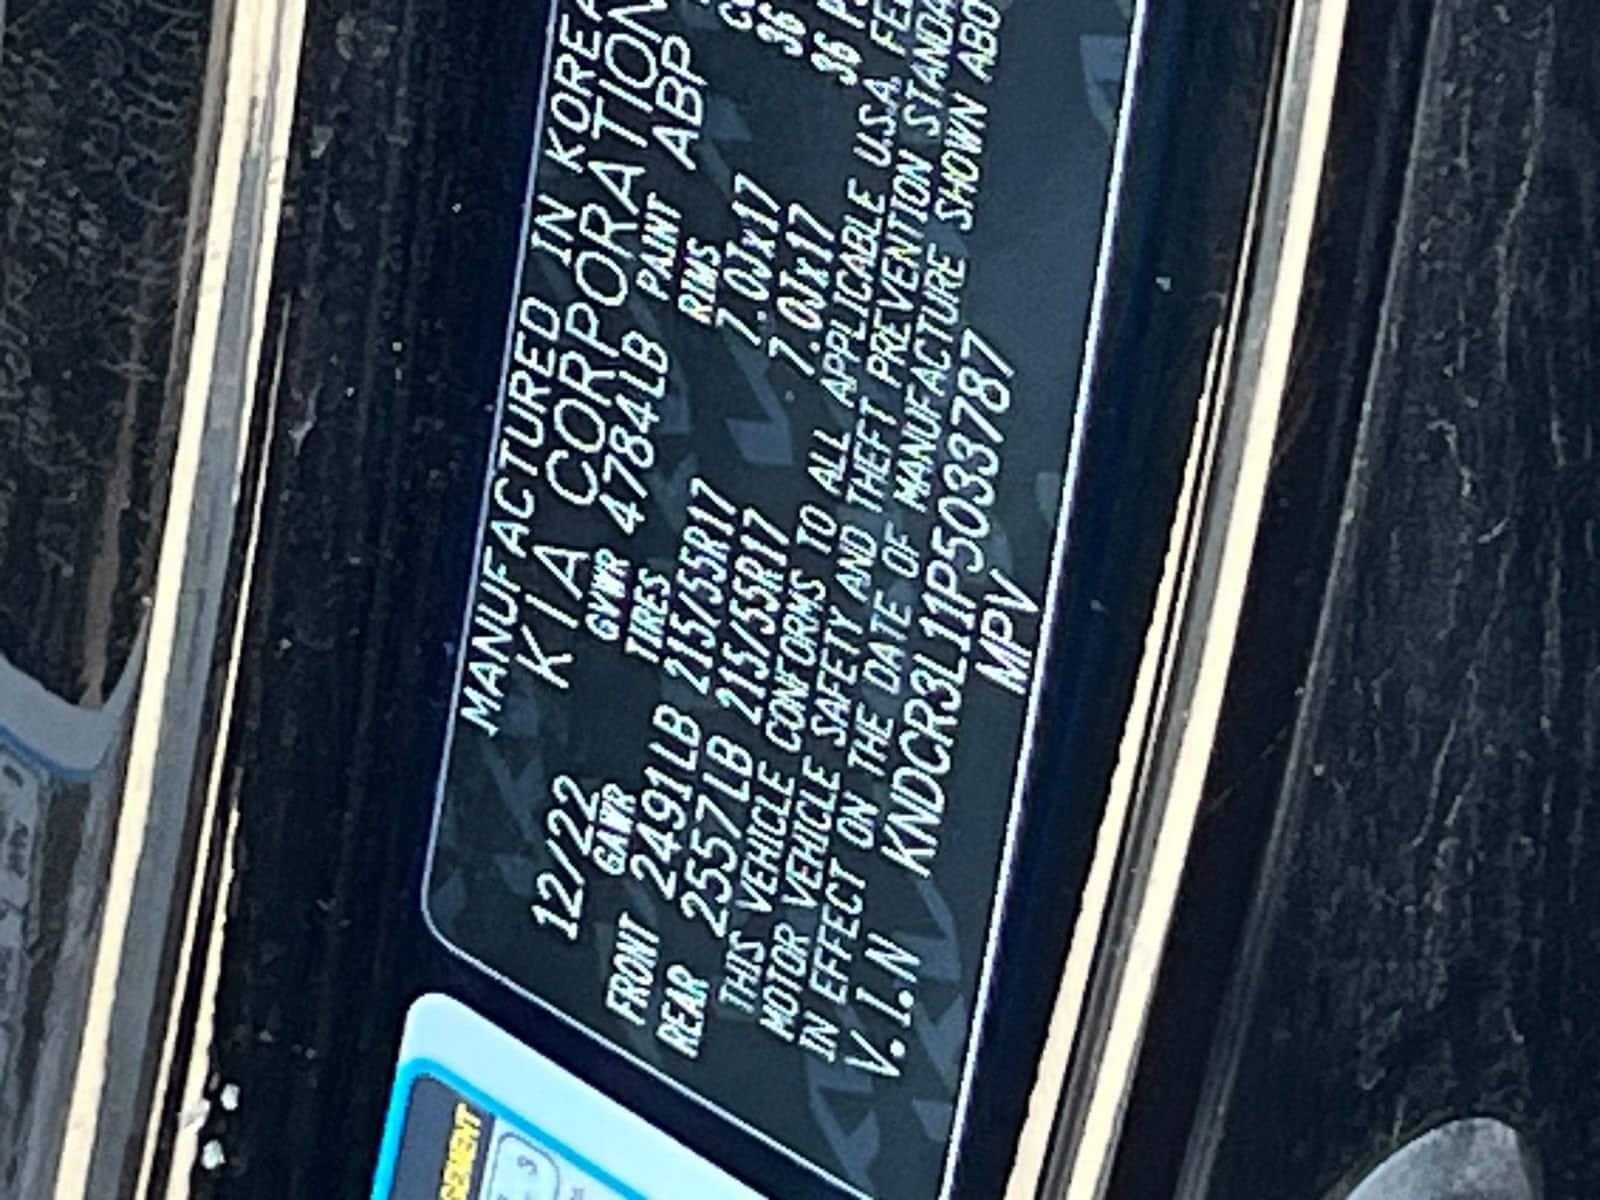 MANUFACTURED IN KOREA
12/22 KIA CORPORATION
GAWR GVWR 4784LB PAINT ABP
FRONT 2491LB TIRES 215/55R17 RIMS 7.0Jx17 36
REAR 2557LB 215/55R17 7.0Jx17 36
THIS VEHICLE CONFORMS TO ALL APPLICABLE U.S.A.
MOTOR VEHICLE SAFETY AND THEFT PREVENTION
IN EFFECT ON THE DATE OF MANUFACTURE SHOWN
V.I.N KNDCR3L11P5033787
MPV